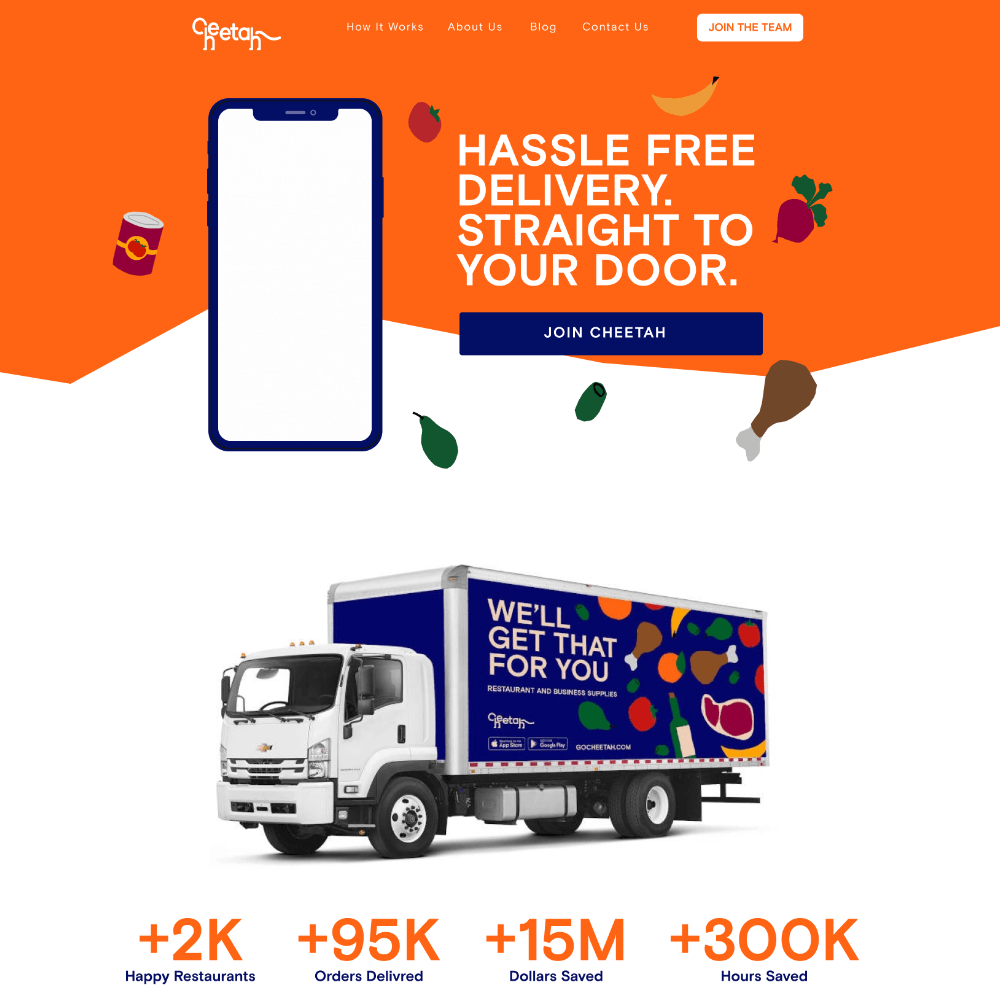 Cheetah
How It Works
About Us
Blog
Contact Us
JOIN THE TEAM
HASSLE FREE
DELIVERY.
STRAIGHT TO
YOUR DOOR.
JOIN CHEETAH
WE'LL
GET THAT
FOR YOU
RESTAURANT AND BUSINESS SUPPLIES
Cheetah
App Store
Google Play
GOCHEETAH.COM
+2K
Happy Restaurants
+95K
Orders Delivred
+15M
Dollars Saved
+300K
Hours Saved